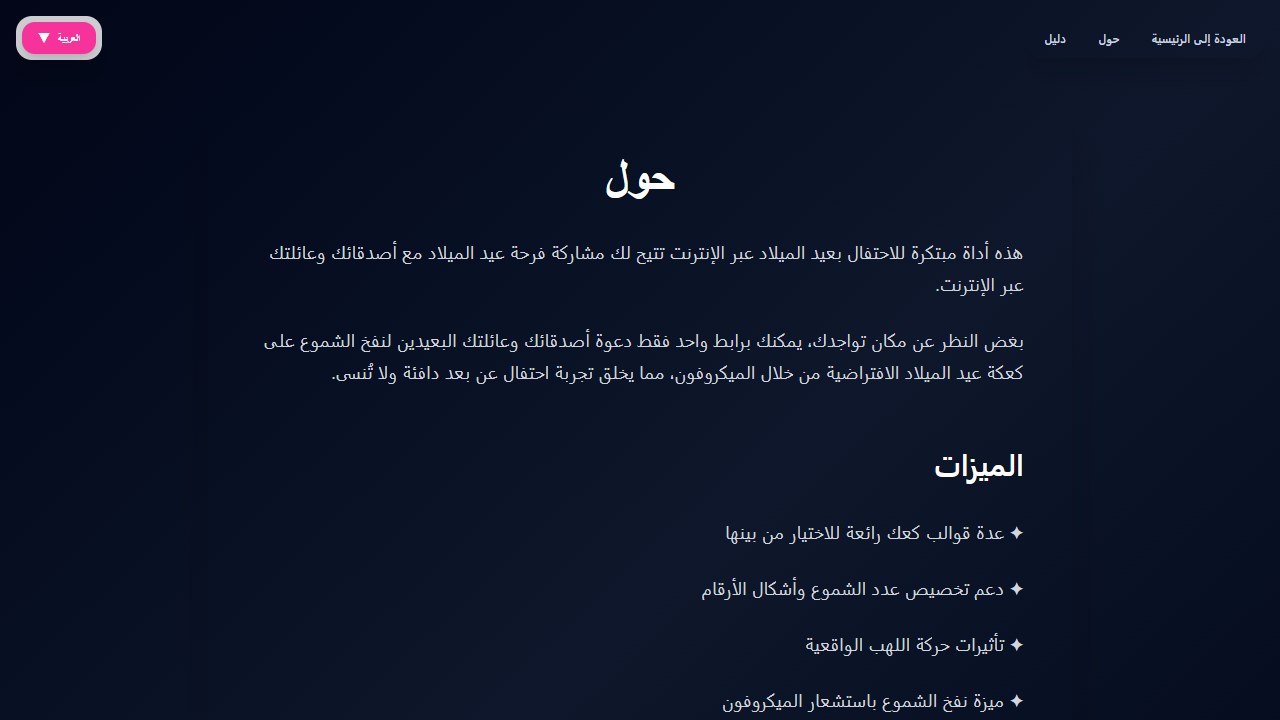 العودة إلى الرئيسية
حول
دليل
العربية ▼
حول
هذه أداة مبتكرة للاحتفال بعيد الميلاد عبر الإنترنت تتيح لك مشاركة فرحة عيد الميلاد مع أصدقائك وعائلتك
عبر الإنترنت.
بغض النظر عن مكان تواجدك، يمكنك برابط واحد فقط دعوة أصدقائك وعائلتك البعيدين لنفخ الشموع على
كعكة عيد الميلاد الافتراضية من خلال الميكروفون، مما يخلق تجربة احتفال عن بعد دافئة ولا تُنسى.
الميزات
✦ عدة قوالب كعك رائعة للاختيار من بينها
✦ دعم تخصيص عدد الشموع وأشكال الأرقام
✦ تأثيرات حركة اللهب الواقعية
✦ ميزة نفخ الشموع باستشعار الميكروفون